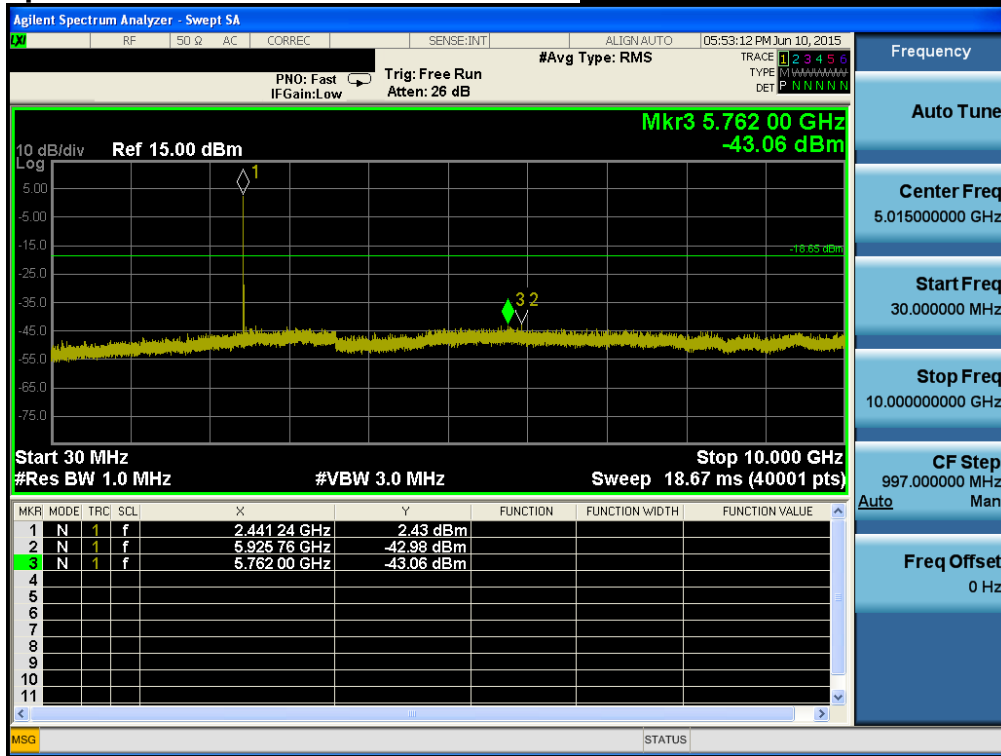 Agilent Spectrum Analyzer - Swept SA
LXI RF 50 Ω AC CORREC SENSE:INT ALIGN AUTO 05:53:12 PM Jun 10, 2015
#Avg Type: RMS
TRACE 1 2 3 4 5 6
TYPE M
DET P N N N N N
PNO: Fast
IFGain:Low
Trig: Free Run
Atten: 26 dB
Mkr3 5.762 00 GHz
-43.06 dBm
10 dB/div Ref 15.00 dBm
Log
1
5.00
-5.00
-15.0
-18.65 dBm
-25.0
-35.0
3 2
-45.0
-55.0
-65.0
-75.0
Start 30 MHz Stop 10.000 GHz
#Res BW 1.0 MHz #VBW 3.0 MHz Sweep 18.67 ms (40001 pts)
MKR MODE TRC SCL X Y FUNCTION FUNCTION WIDTH FUNCTION VALUE
1 N 1 f 2.441 24 GHz 2.43 dBm
2 N 1 f 5.925 76 GHz -42.98 dBm
3 N 1 f 5.762 00 GHz -43.06 dBm
4
5
6
7
8
9
10
11
MSG STATUS
Frequency
Auto Tune
Center Freq
5.015000000 GHz
Start Freq
30.000000 MHz
Stop Freq
10.000000000 GHz
CF Step
997.000000 MHz
Auto Man
Freq Offset
0 Hz